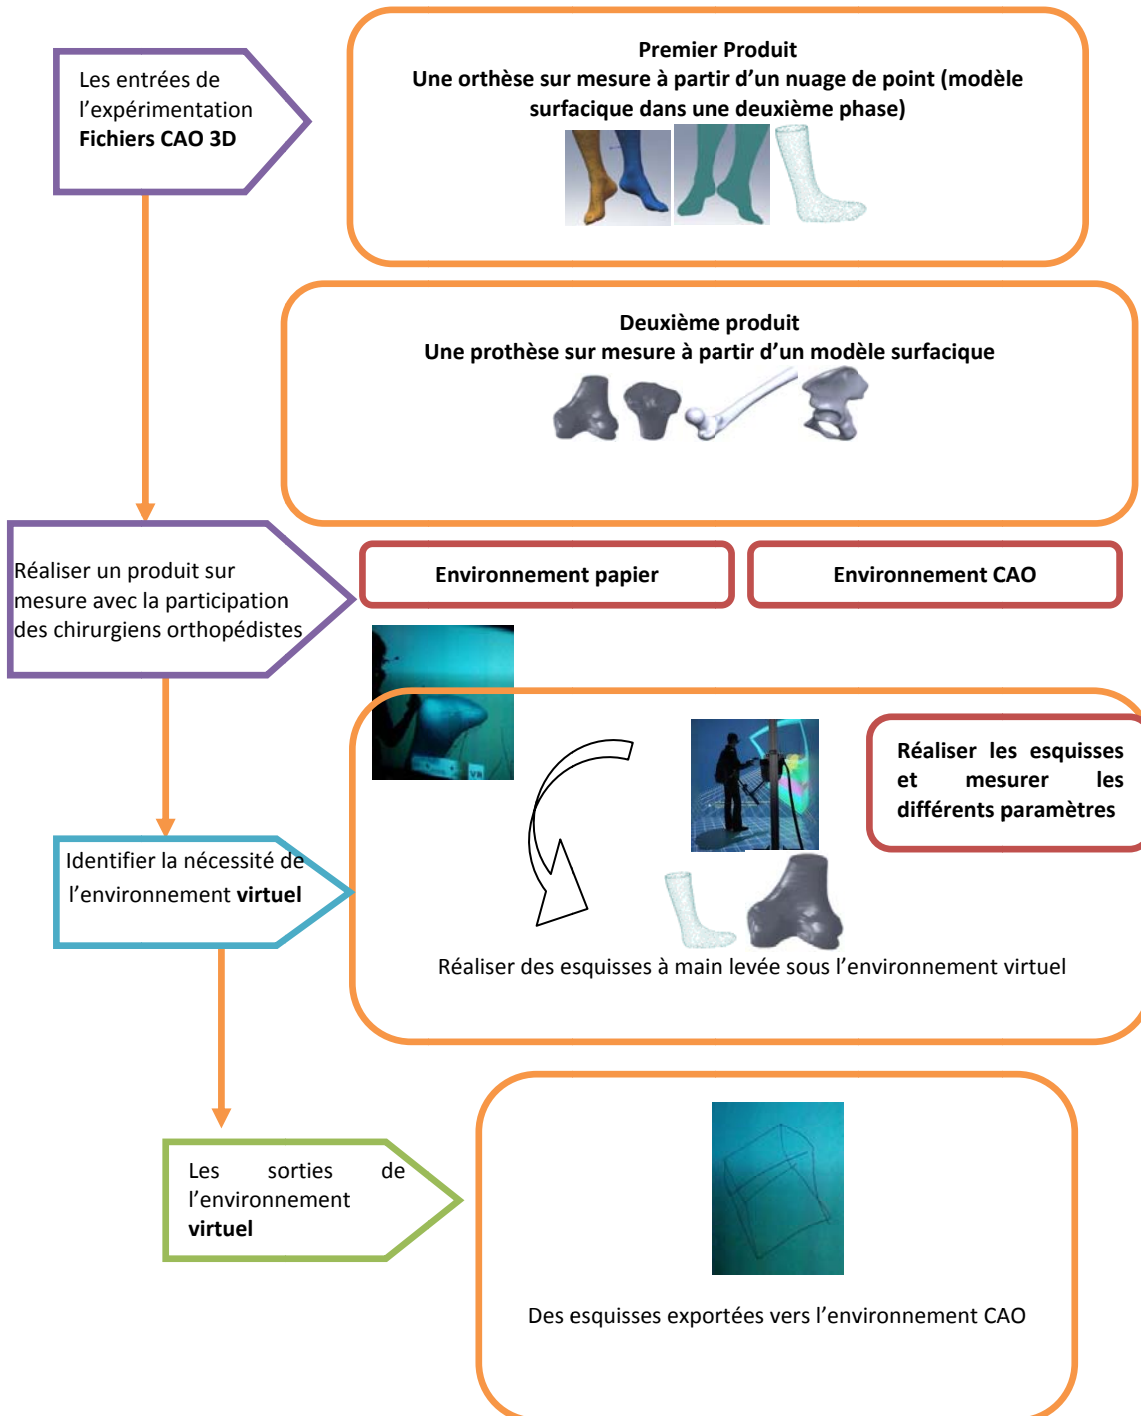 Les entrées de
l’expérimentation
Fichiers CAO 3D
Premier Produit
Une orthèse sur mesure à partir d’un nuage de point (modèle
surfacique dans une deuxième phase)
Deuxième produit
Une prothèse sur mesure à partir d’un modèle surfacique
Réaliser un produit sur
mesure avec la participation
des chirurgiens orthopédistes
Environnement papier
Environnement CAO
Réaliser les esquisses
et mesurer les
différents paramètres
Identifier la nécessité de
l’environnement virtuel
Réaliser des esquisses à main levée sous l’environnement virtuel
Les sorties de
l’environnement
virtuel
Des esquisses exportées vers l’environnement CAO